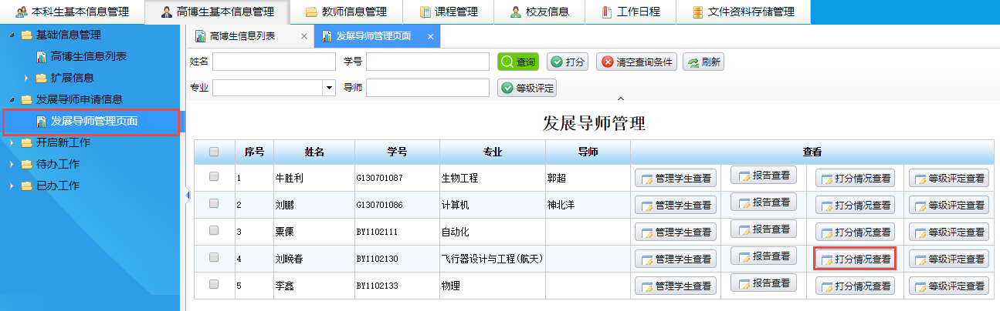 本科生基本信息管理 高博生基本信息管理 教师信息管理 课程管理 校友信息 工作日程 文件资料存储管理
基础信息管理
高博生信息列表
扩展信息
发展导师申请信息
发展导师管理页面
开启新工作
待办工作
已办工作
高博生信息列表 × 发展导师管理页面 ×
姓名 学号 查询 打分 清空查询条件 刷新
专业 导师 等级评定
发展导师管理
序号 姓名 学号 专业 导师 查看
1 牛胜利 G130701087 生物工程 郭超 管理学生查看 报告查看 打分情况查看 等级评定查看
2 刘鹏 G130701086 计算机 神北洋 管理学生查看 报告查看 打分情况查看 等级评定查看
3 粟傈 BY1102111 自动化 管理学生查看 报告查看 打分情况查看 等级评定查看
4 刘晚春 BY1102130 飞行器设计与工程(航天) 管理学生查看 报告查看 打分情况查看 等级评定查看
5 李鑫 BY1102133 物理 管理学生查看 报告查看 打分情况查看 等级评定查看